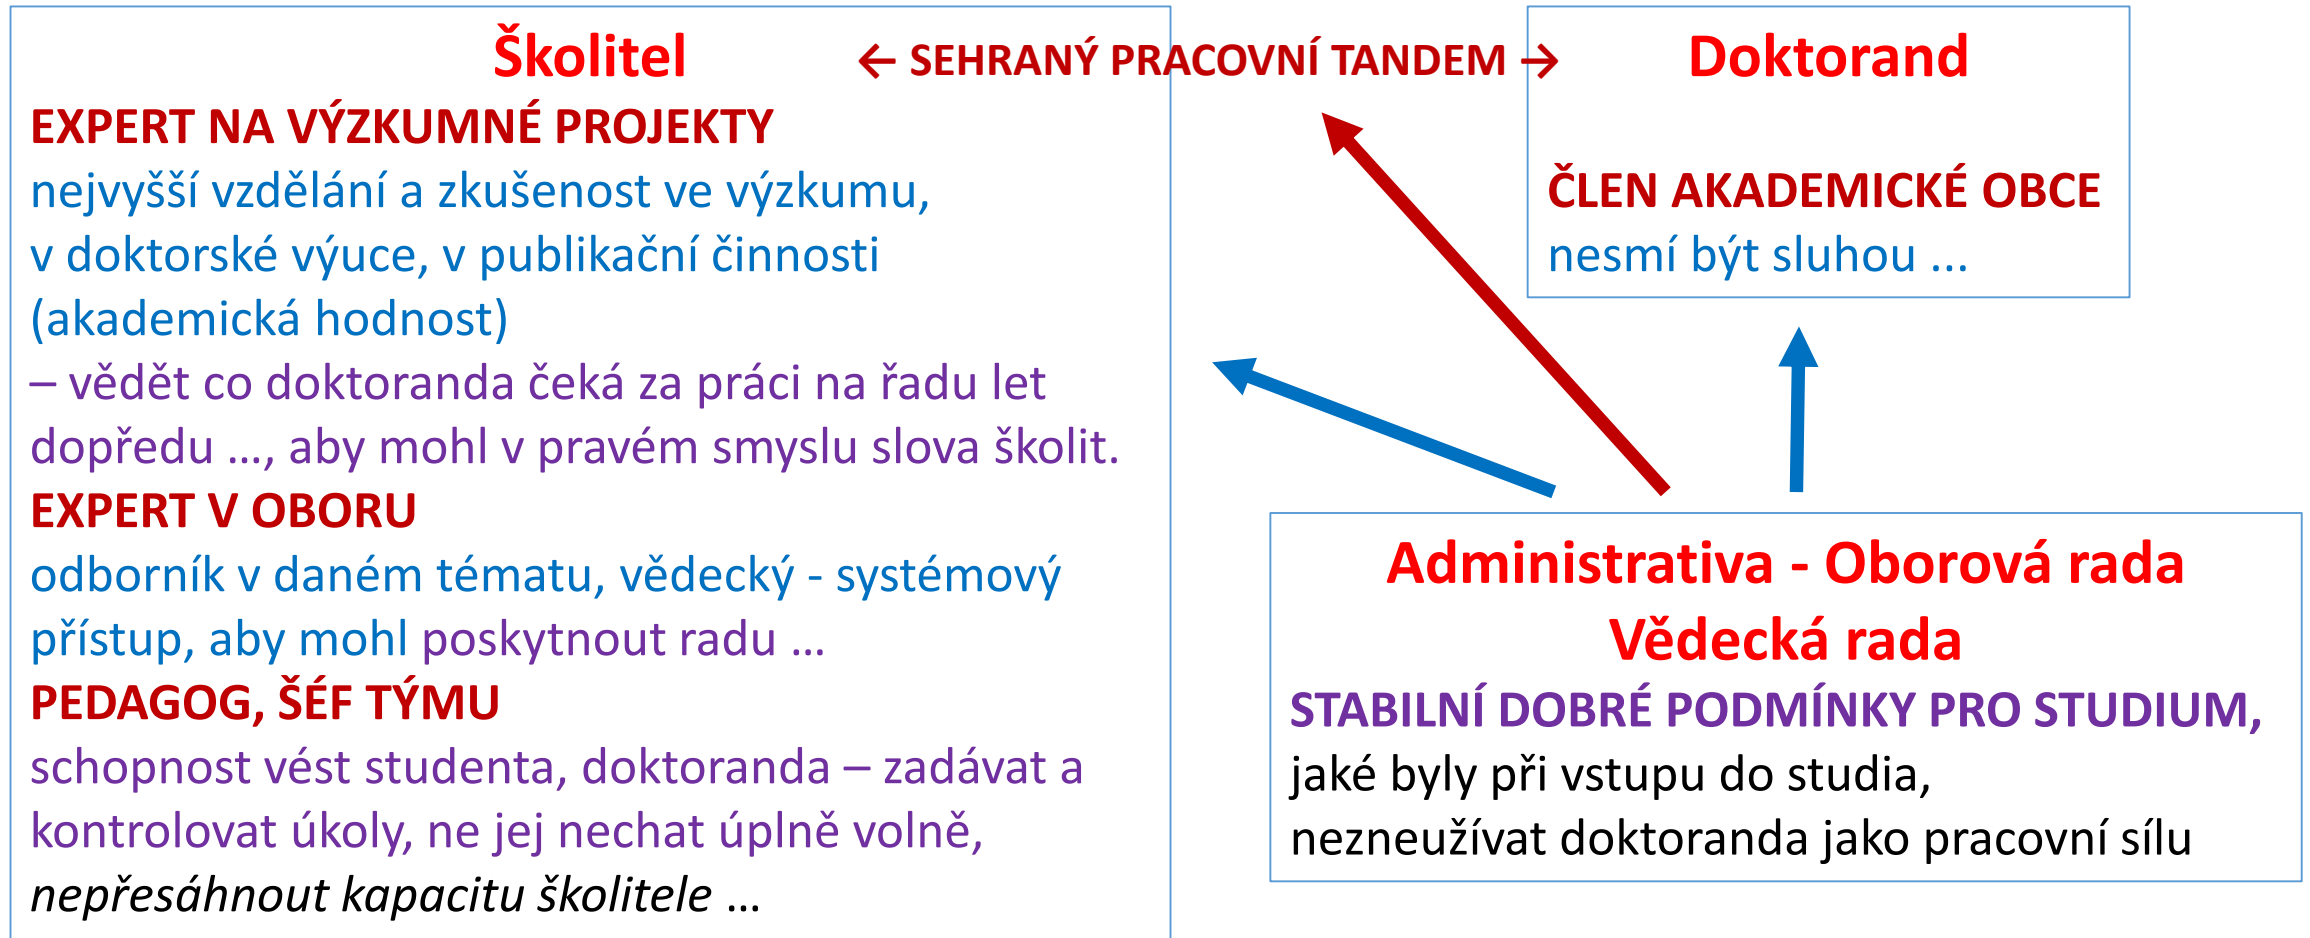 Školitel
← SEHRANÝ PRACOVNÍ TANDEM →
Doktorand
EXPERT NA VÝZKUMNÉ PROJEKTY
nejvyšší vzdělání a zkušenost ve výzkumu,
v doktorské výuce, v publikační činnosti
(akademická hodnost)
– vědět co doktoranda čeká za práci na řadu let
dopředu ..., aby mohl v pravém smyslu slova školit.
EXPERT V OBORU
odborník v daném tématu, vědecký - systémový
přístup, aby mohl poskytnout radu ...
PEDAGOG, ŠÉF TÝMU
schopnost vést studenta, doktoranda – zadávat a
kontrolovat úkoly, ne jej nechat úplně volně,
nepřesáhnout kapacitu školitele ...
ČLEN AKADEMICKÉ OBCE
nesmí být sluhou ...
Administrativa - Oborová rada
Vědecká rada
STABILNÍ DOBRÉ PODMÍNKY PRO STUDIUM,
jaké byly při vstupu do studia,
nezneužívat doktoranda jako pracovní sílu